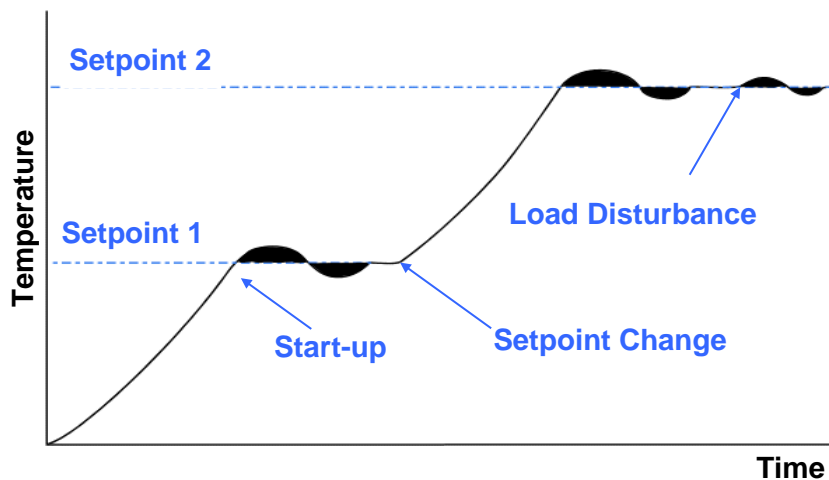 Setpoint 2
Load Disturbance
Setpoint 1
Temperature
Start-up
Setpoint Change
Time